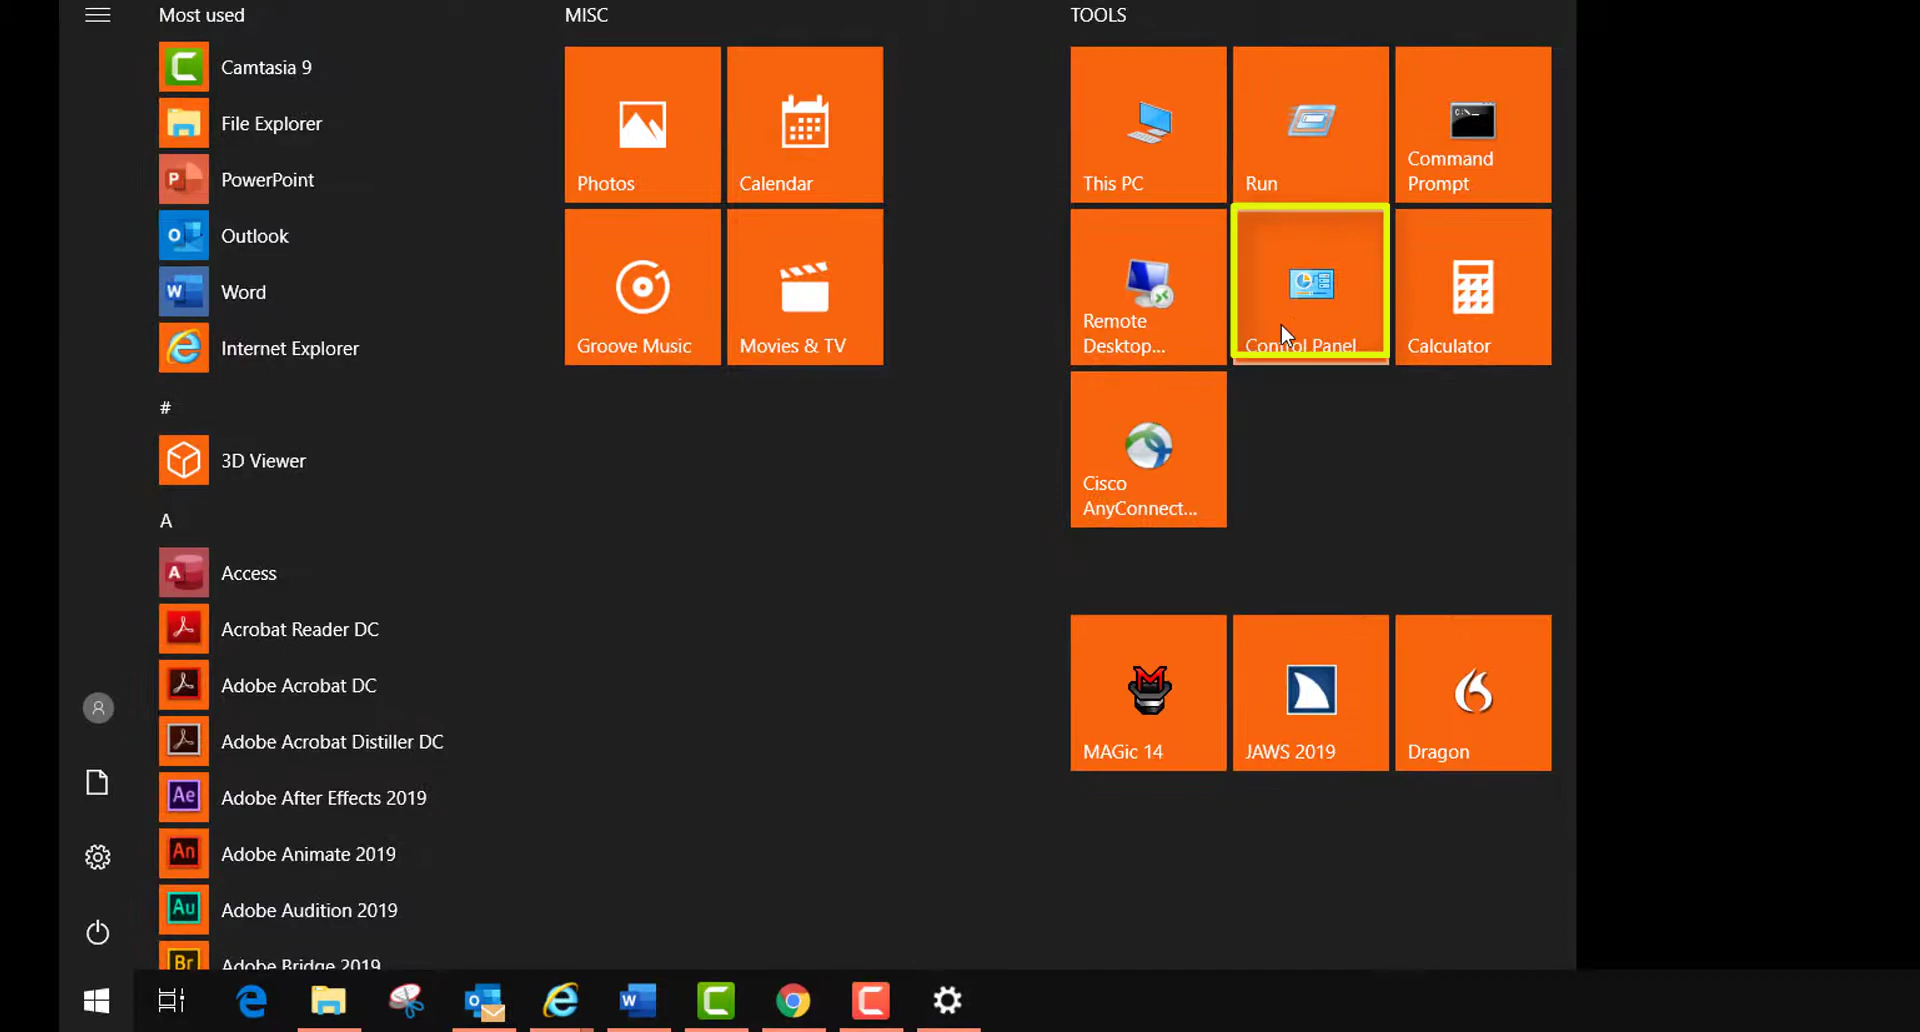 Most used
Camtasia 9
File Explorer
PowerPoint
Outlook
Word
Internet Explorer
#
3D Viewer
A
Access
Acrobat Reader DC
Adobe Acrobat DC
Adobe Acrobat Distiller DC
Adobe After Effects 2019
Adobe Animate 2019
Adobe Audition 2019
Adobe Bridge 2019
MISC
Photos
Calendar
Groove Music
Movies & TV
TOOLS
This PC
Run
Command
Prompt
Remote
Desktop...
Control Panel
Calculator
Cisco
AnyConnect...
MAGic 14
JAWS 2019
Dragon